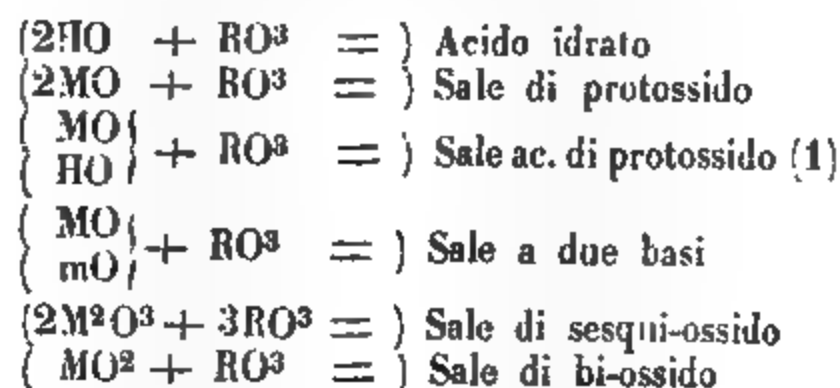 (2HO + RO³ = ) Acido idrato
(2MO + RO³ = ) Sale di protossido
{ MO }
{ HO } + RO³ = ) Sale ac. di protossido (1)
{ MO }
{ mO } + RO³ = ) Sale a due basi
(2M²O³ + 3RO³ = ) Sale di sesqui-ossido
( MO² + RO³ = ) Sale di bi-ossido